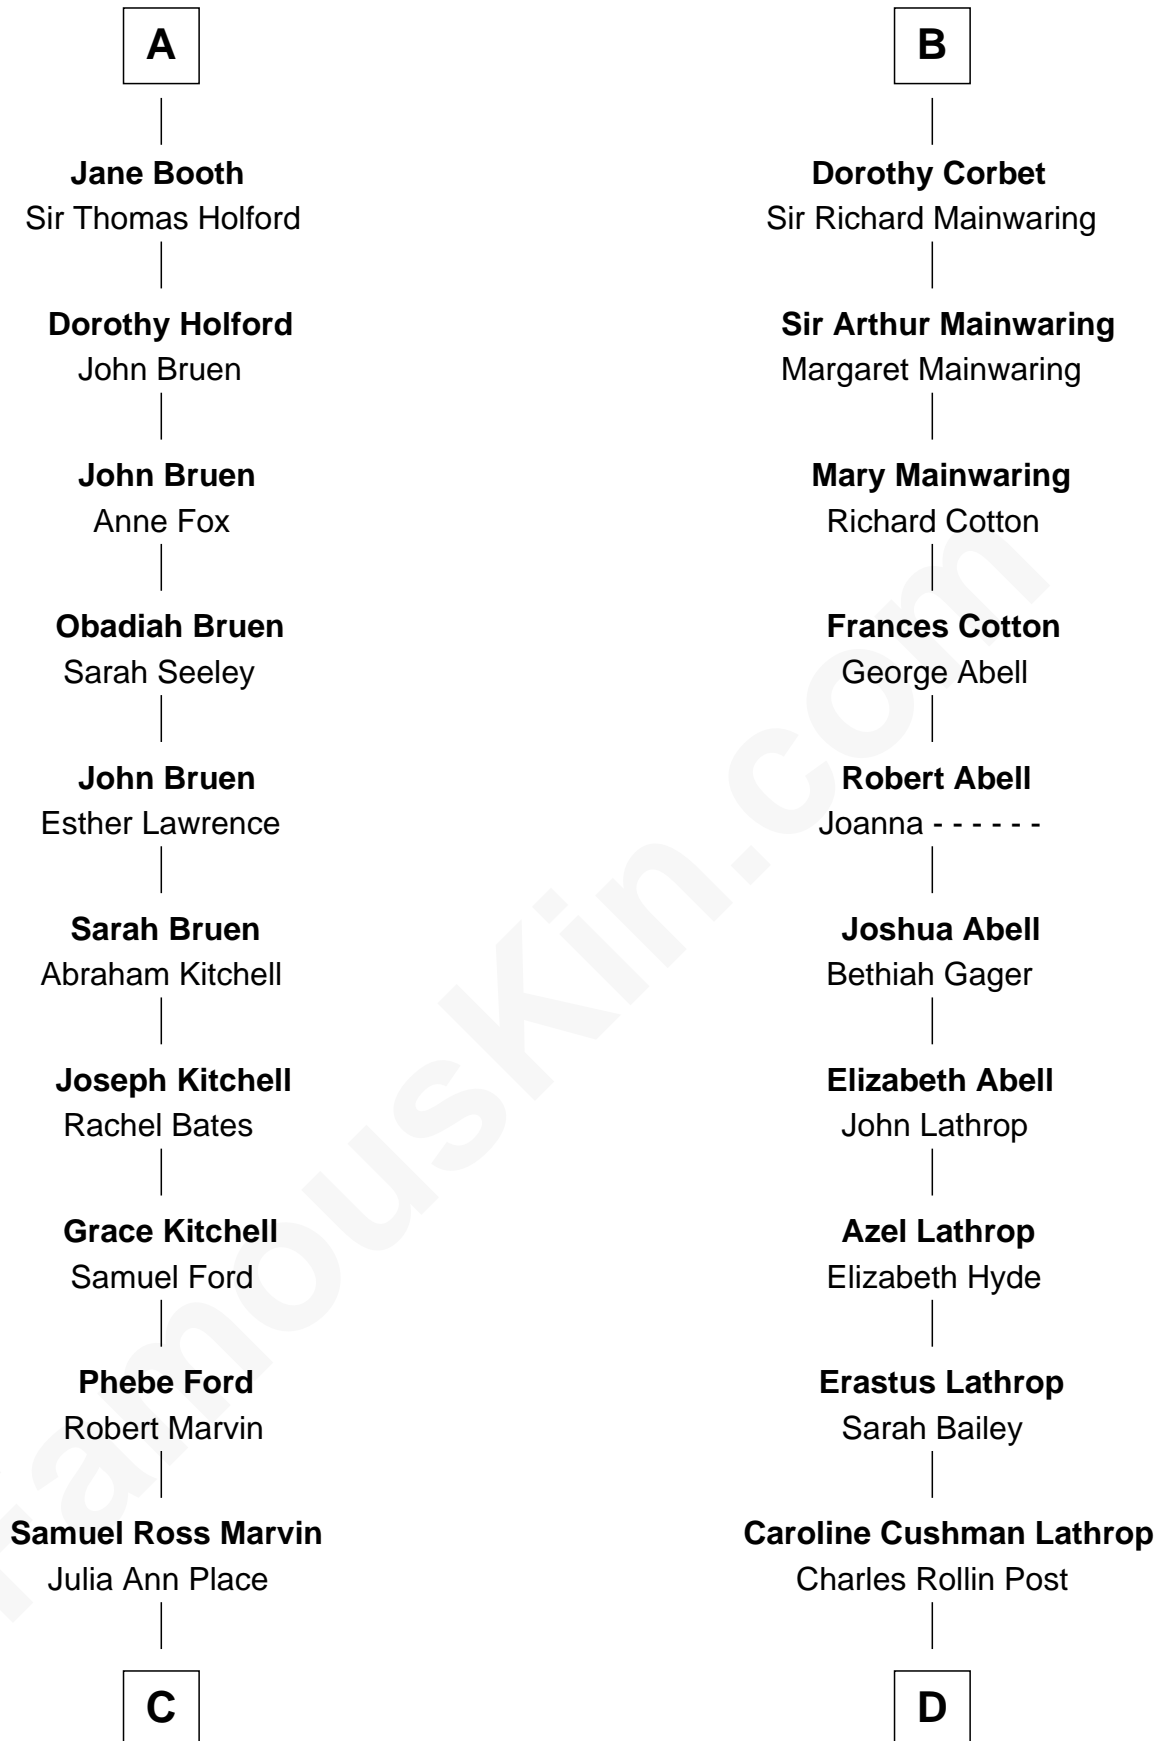 A
Jane Booth
Sir Thomas Holford
Dorothy Holford
John Bruen
John Bruen
Anne Fox
Obadiah Bruen
Sarah Seeley
John Bruen
Esther Lawrence
Sarah Bruen
Abraham Kitchell
Joseph Kitchell
Rachel Bates
Grace Kitchell
Samuel Ford
Phebe Ford
Robert Marvin
Samuel Ross Marvin
Julia Ann Place
C
B
Dorothy Corbet
Sir Richard Mainwaring
Sir Arthur Mainwaring
Margaret Mainwaring
Mary Mainwaring
Richard Cotton
Frances Cotton
George Abell
Robert Abell
Joanna - - - - - -
Joshua Abell
Bethiah Gager
Elizabeth Abell
John Lathrop
Azel Lathrop
Elizabeth Hyde
Erastus Lathrop
Sarah Bailey
Caroline Cushman Lathrop
Charles Rollin Post
D
FamousKin.com